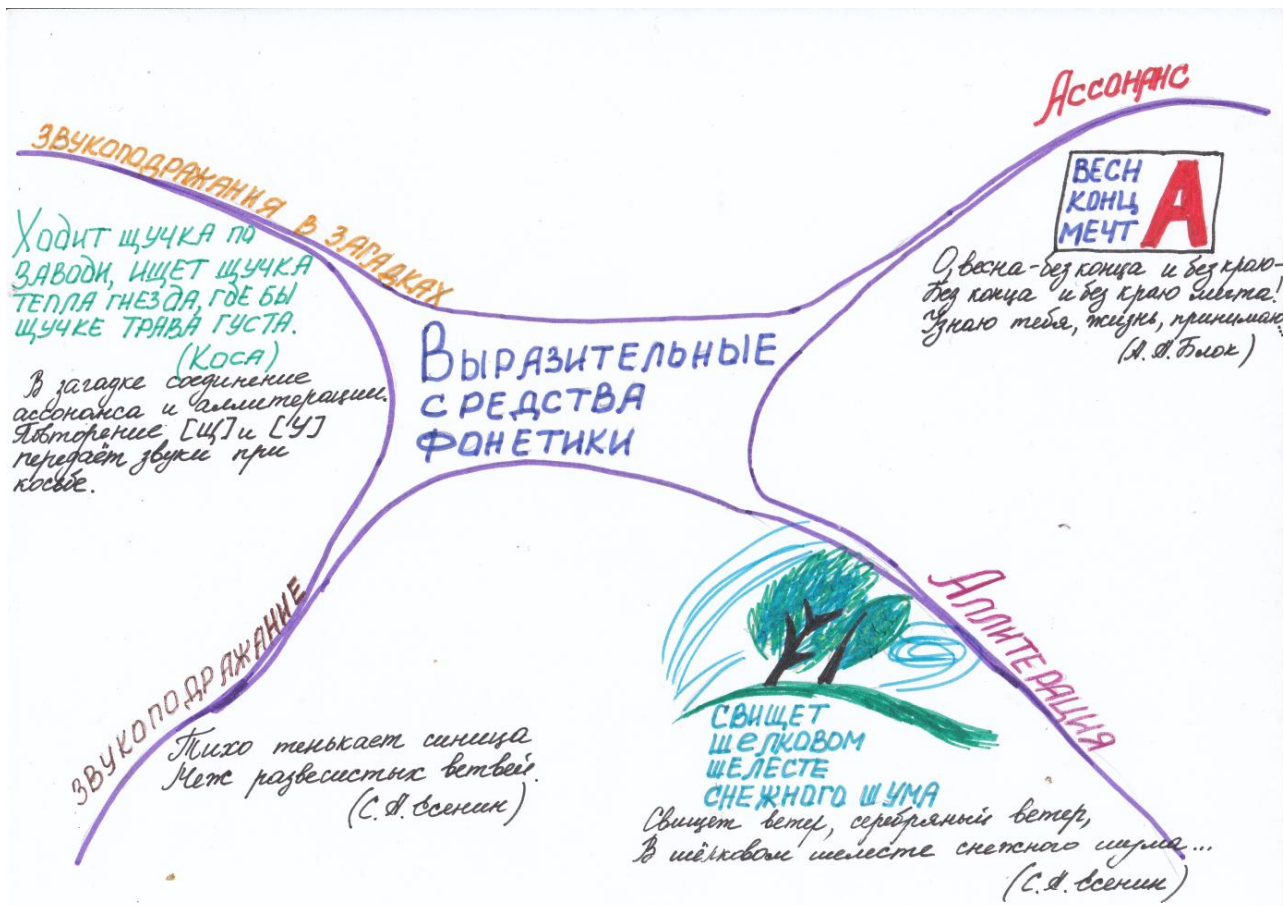 Выразительные
средства
фонетики
Ассонанс
ВЕСН
КОНЦ
МЕЧТ
А
О, весна - без конца и без краю -
Без конца и без краю мечта!
Узнаю тебя, жизнь, принимаю
(А. А. Блок)
Аллитерация
СВИЩЕТ
ШЕЛКОВОМ
ШЕЛЕСТЕ
СНЕЖНОГО ШУМА
Свищет ветер, серебряный ветер,
В шёлковом шелесте снежного шума...
(С. А. Есенин)
ЗВУКОПОДРАЖАНИЕ
Тихо тенькает синица
Меж развесистых ветвей.
(С. А. Есенин)
ЗВУКОПОДРАЖАНИЯ В ЗАГАДКАХ
Ходит щучка по
заводи, ищет щучка
тепла гнезда, где бы
щучке трава густа.
(Коса)
В загадке соединение
ассонанса и аллитерации.
Повторение [Щ] и [У]
передаёт звуки при
косьбе.